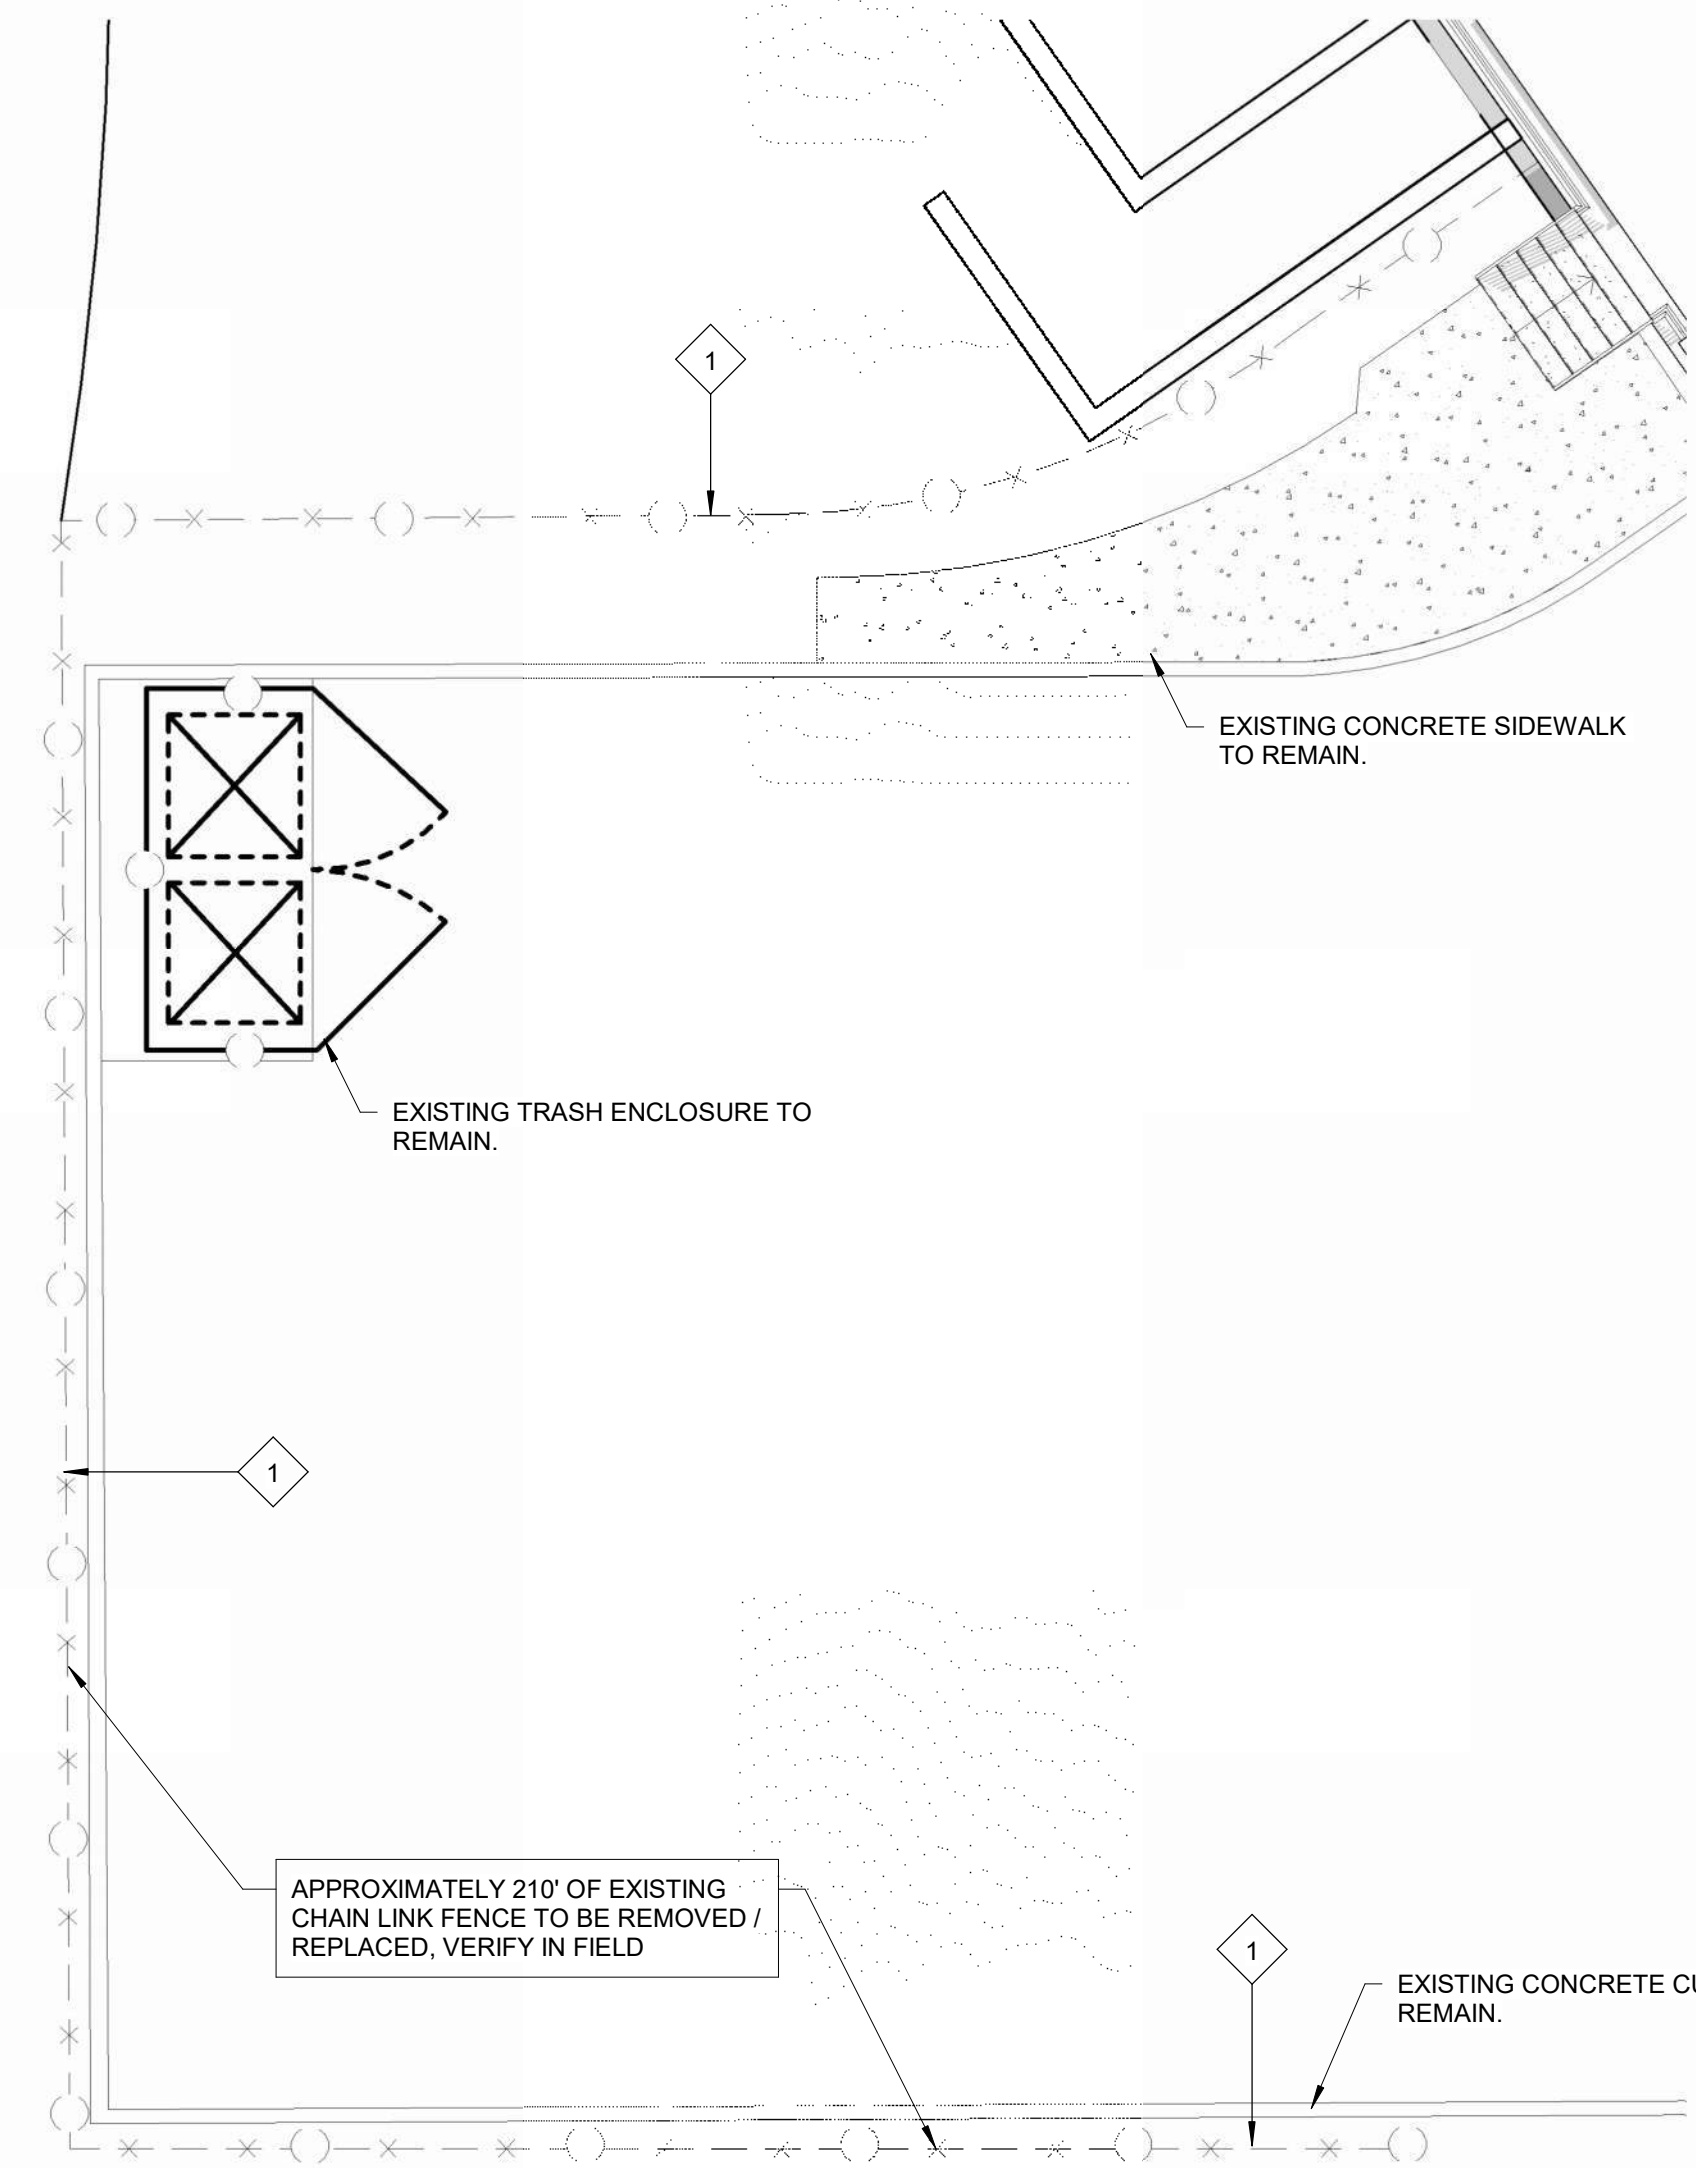 1
EXISTING CONCRETE SIDEWALK
TO REMAIN.
EXISTING TRASH ENCLOSURE TO
REMAIN.
1
APPROXIMATELY 210' OF EXISTING
CHAIN LINK FENCE TO BE REMOVED /
REPLACED, VERIFY IN FIELD
1
EXISTING CONCRETE
REMAIN.